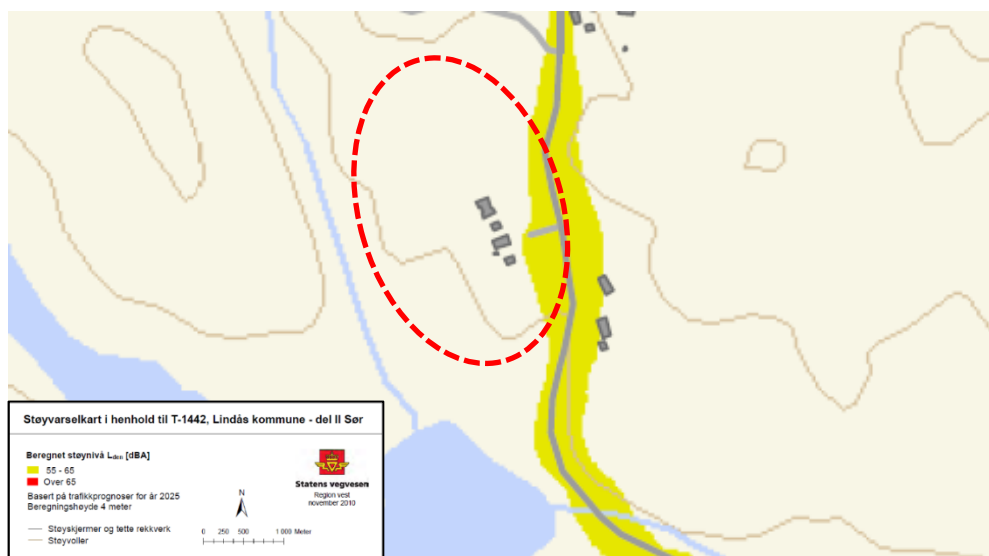 Støyvarselkart i henhold til T-1442, Lindås kommune - del II Sør
Beregnet støynivå Lden [dBA]
55 - 65
Over 65
Basert på trafikkprognoser for år 2025
Beregningshøyde 4 meter
Støyskjermer og tette rekkverk
Støyvoller
N
0 250 500 1 000 Meter
Statens vegvesen
Region vest
november 2010